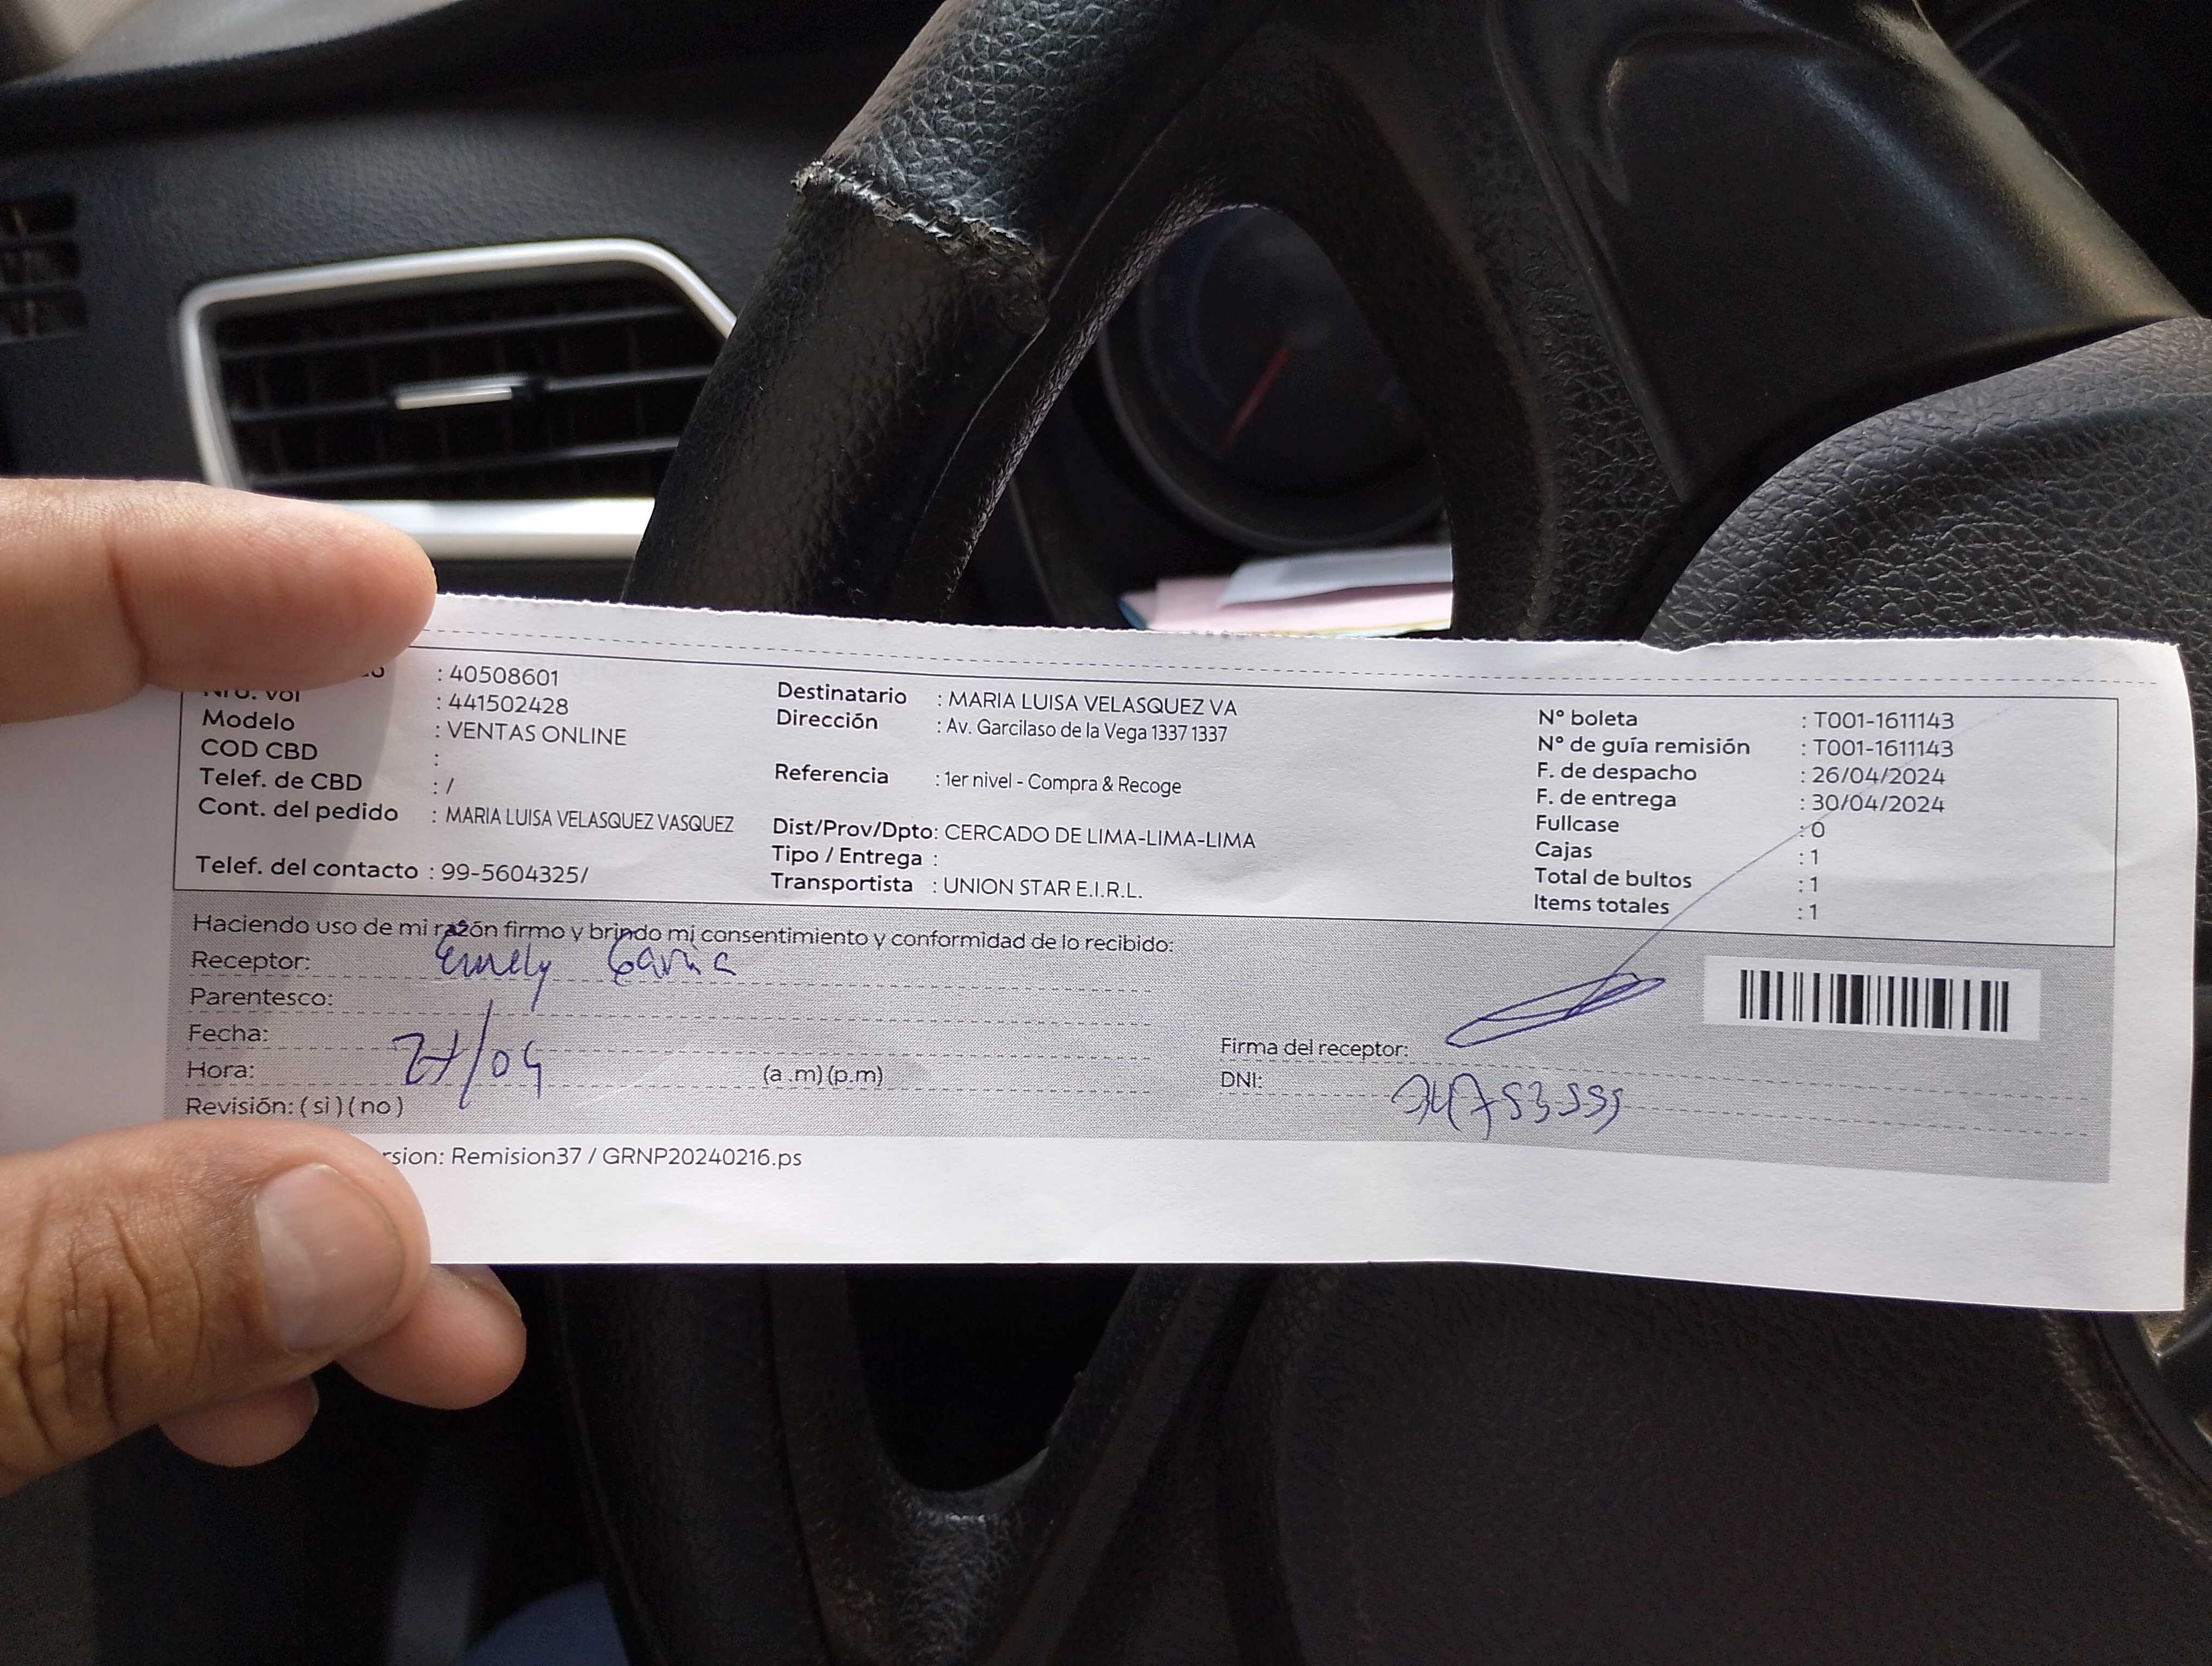 : 40508601
Nro. Vol : 441502428
Modelo : VENTAS ONLINE
COD CBD :
Telef. de CBD : /
Cont. del pedido : MARIA LUISA VELASQUEZ VASQUEZ
Telef. del contacto : 99-5604325/
Destinatario : MARIA LUISA VELASQUEZ VA
Dirección : Av. Garcilaso de la Vega 1337 1337
Referencia : 1er nivel - Compra & Recoge
Dist/Prov/Dpto: CERCADO DE LIMA-LIMA-LIMA
Tipo / Entrega :
Transportista : UNION STAR E.I.R.L.
N° boleta : T001-1611143
N° de guía remisión : T001-1611143
F. de despacho : 26/04/2024
F. de entrega : 30/04/2024
Fullcase : 0
Cajas : 1
Total de bultos : 1
Items totales : 1
Haciendo uso de mi razón firmo y brindo mi consentimiento y conformidad de lo recibido:
Receptor: Emely Garcia
Parentesco:
Fecha: 27/04
Hora: (a .m) (p.m)
Revisión: ( si ) ( no )
Firma del receptor:
DNI:
rsion: Remision37 / GRNP20240216.ps